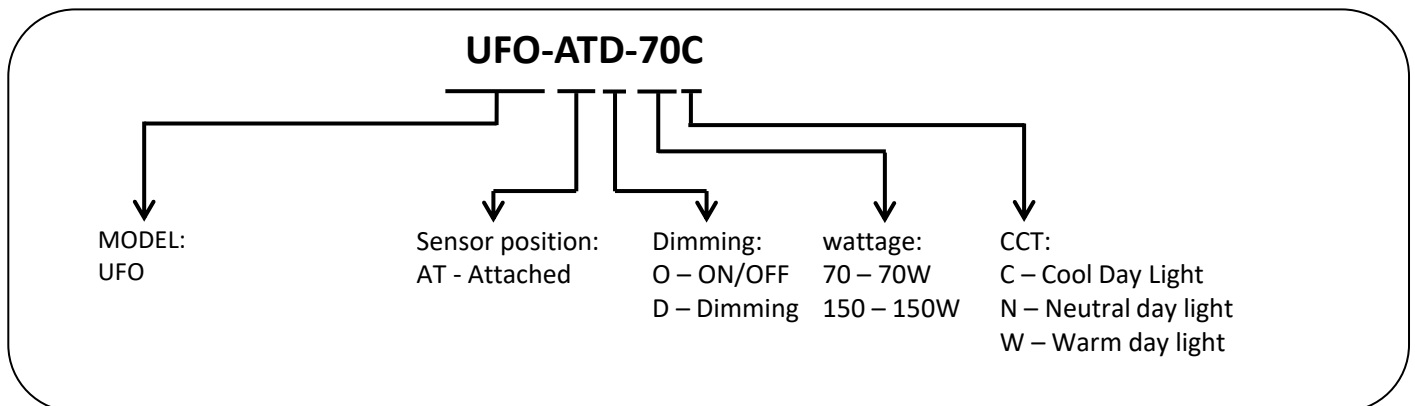 UFO-ATD-70C
MODEL:
UFO
Sensor position:
AT - Attached
Dimming:
O – ON/OFF
D – Dimming
wattage:
70 – 70W
150 – 150W
CCT:
C – Cool Day Light
N – Neutral day light
W – Warm day light